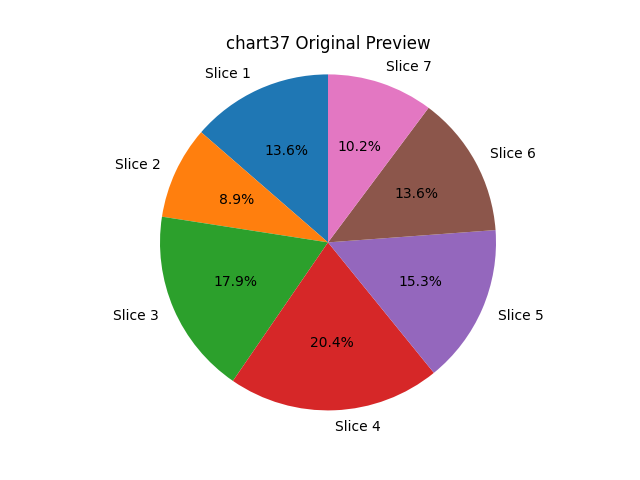 chart37 Original Preview
Slice 7
Slice 1
13.6%
10.2%
Slice 6
Slice 2
13.6%
8.9%
17.9%
15.3%
Slice 3
Slice 5
20.4%
Slice 4